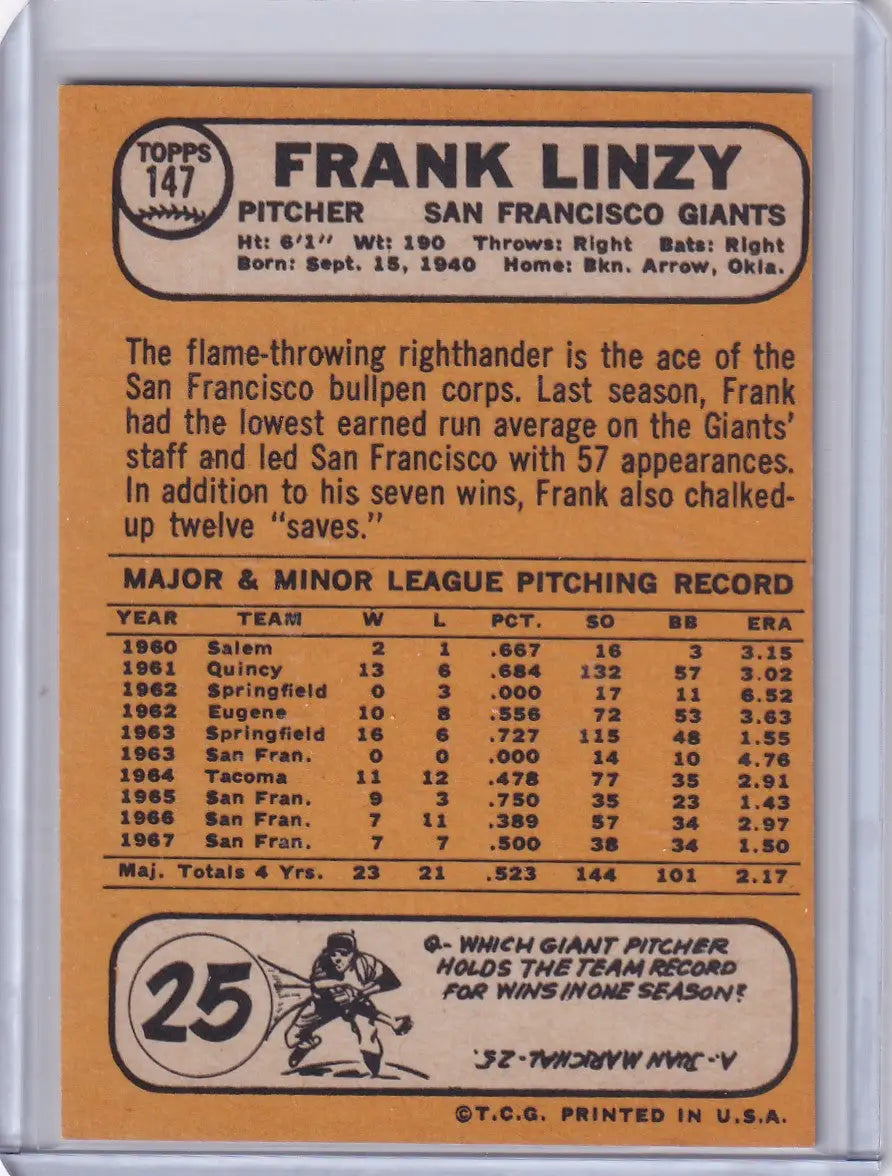 TOPPS
147
FRANK LINZY
PITCHER SAN FRANCISCO GIANTS
Ht: 6'1" Wt: 190 Throws: Right Bats: Right
Born: Sept. 15, 1940 Home: Bkn. Arrow, Okla.
The flame-throwing righthander is the ace of the
San Francisco bullpen corps. Last season, Frank
had the lowest earned run average on the Giants'
staff and led San Francisco with 57 appearances.
In addition to his seven wins, Frank also chalked-
up twelve "saves."
MAJOR & MINOR LEAGUE PITCHING RECORD
YEAR TEAM W L PCT. SO BB ERA
1960 Salem 2 1 .667 16 3 3.15
1961 Quincy 13 6 .684 132 57 3.02
1962 Springfield 0 3 .000 17 11 6.52
1962 Eugene 10 8 .556 72 53 3.63
1963 Springfield 16 6 .727 115 48 1.55
1963 San Fran. 0 0 .000 14 10 4.76
1964 Tacoma 11 12 .478 77 35 2.91
1965 San Fran. 9 3 .750 35 23 1.43
1966 San Fran. 7 11 .389 57 34 2.97
1967 San Fran. 7 7 .500 38 34 1.50
Maj. Totals 4 Yrs. 23 21 .523 144 101 2.17
25
Q- WHICH GIANT PITCHER
HOLDS THE TEAM RECORD
FOR WINS IN ONE SEASON?
A- JUAN MARICHAL-25.
©T.C.G. PRINTED IN U.S.A.